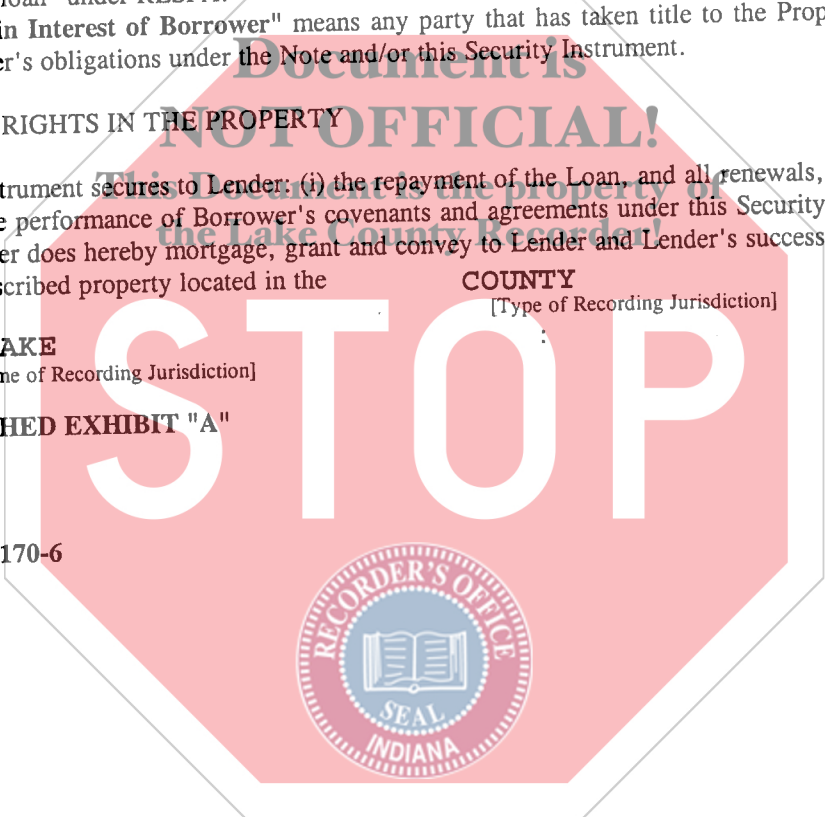 in Interest of Borrower" means any party that has taken title to the Prop
er's obligations under the Note and/or this Security Instrument.
Document is
NOT OFFICIAL!
RIGHTS IN THE PROPERTY
This Document is the property of
the Lake County Recorder!
trument secures to Lender: (i) the repayment of the Loan, and all renewals,
e performance of Borrower's covenants and agreements under this Security
er does hereby mortgage, grant and convey to Lender and Lender's success
scribed property located in the COUNTY
[Type of Recording Jurisdiction]
:
AKE
ne of Recording Jurisdiction]
HED EXHIBIT "A"
STOP
170-6
RECORDER'S OFFICE
SEAL
INDIANA